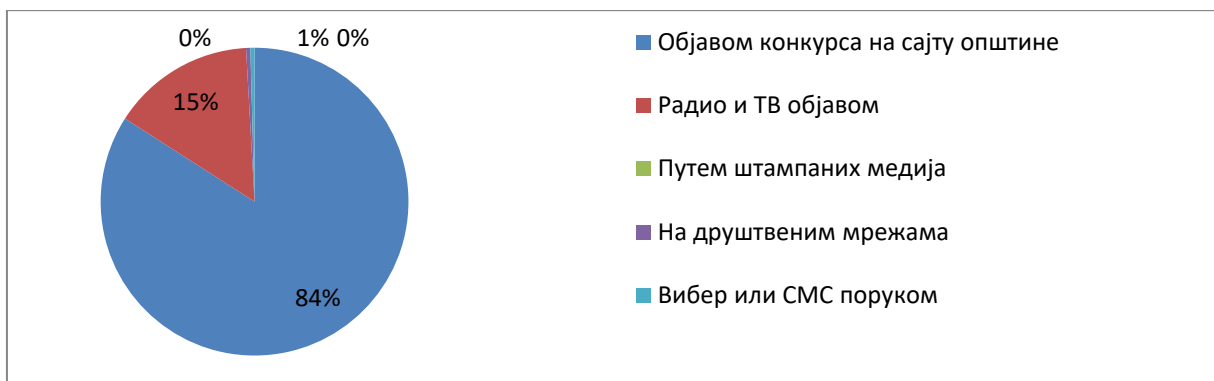 0%
1% 0%
15%
84%
Објавом конкурса на сајту општине
Радио и ТВ објавом
Путем штампаних медија
На друштвеним мрежама
Вибер или СМС поруком